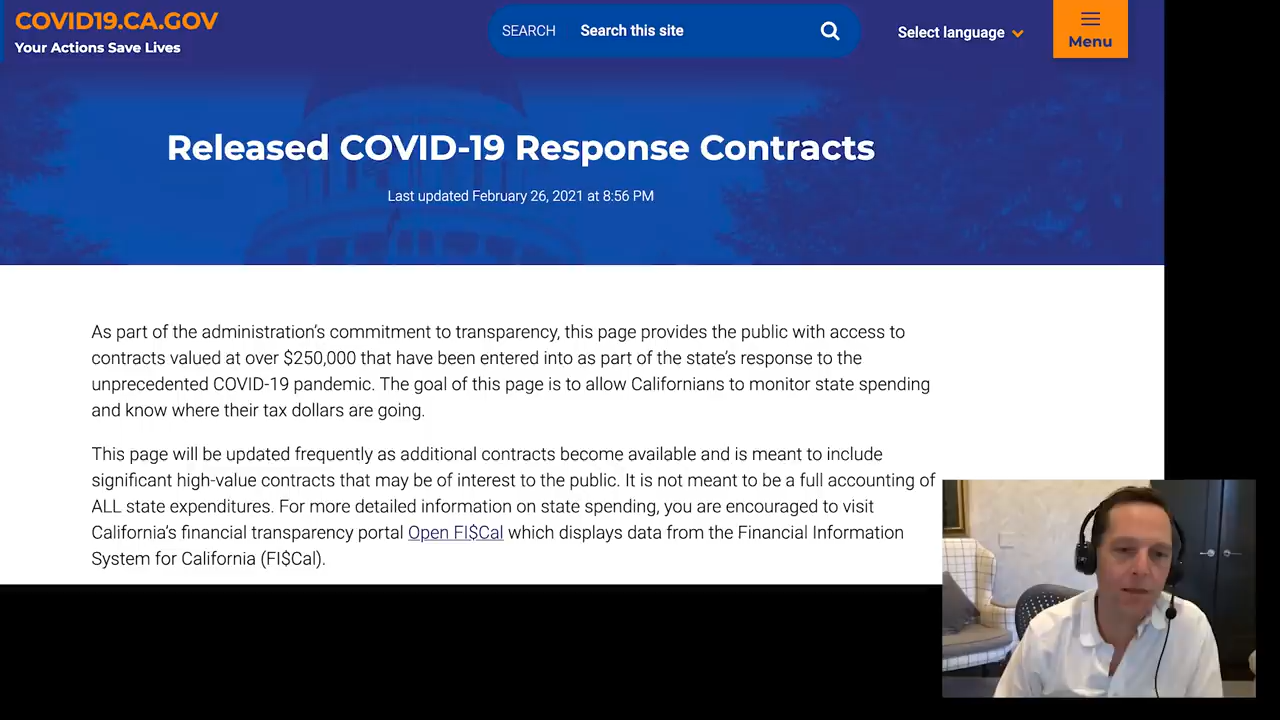 COVID19.CA.GOV
Your Actions Save Lives
SEARCH Search this site
Select language
Menu
Released COVID-19 Response Contracts
Last updated February 26, 2021 at 8:56 PM
As part of the administration’s commitment to transparency, this page provides the public with access to
contracts valued at over $250,000 that have been entered into as part of the state’s response to the
unprecedented COVID-19 pandemic. The goal of this page is to allow Californians to monitor state spending
and know where their tax dollars are going.
This page will be updated frequently as additional contracts become available and is meant to include
significant high-value contracts that may be of interest to the public. It is not meant to be a full accounting of
ALL state expenditures. For more detailed information on state spending, you are encouraged to visit
California’s financial transparency portal Open FI$Cal which displays data from the Financial Information
System for California (FI$Cal).